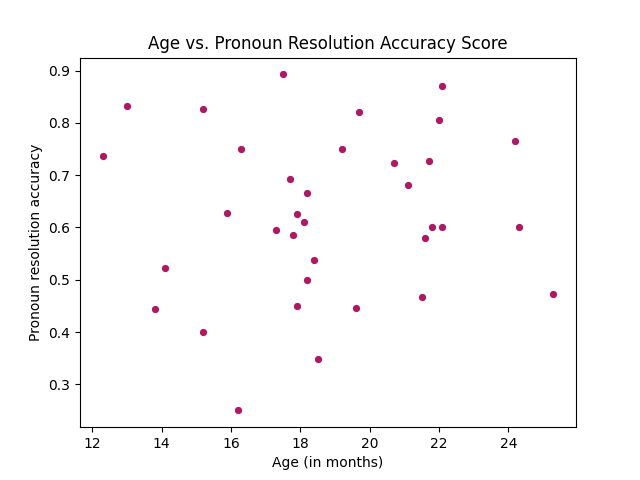 Age vs. Pronoun Resolution Accuracy Score
Pronoun resolution accuracy
0.9
0.8
0.7
0.6
0.5
0.4
0.3
12 14 16 18 20 22 24
Age (in months)